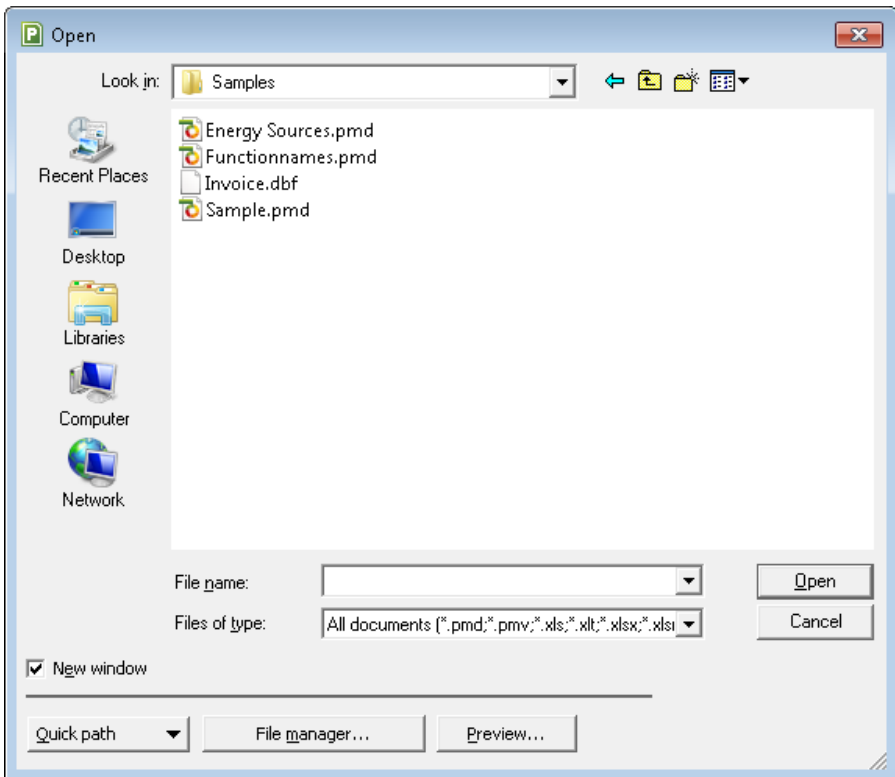 Open
Look in:
Samples
Energy Sources.pmd
Functionnames.pmd
Invoice.dbf
Sample.pmd
Recent Places
Desktop
Libraries
Computer
Network
File name:
Open
Files of type:
All documents (*.pmd;*.pmv;*.xls;*.xlt;*.xlsx;*.xlsm
Cancel
New window
Quick path
File manager...
Preview...